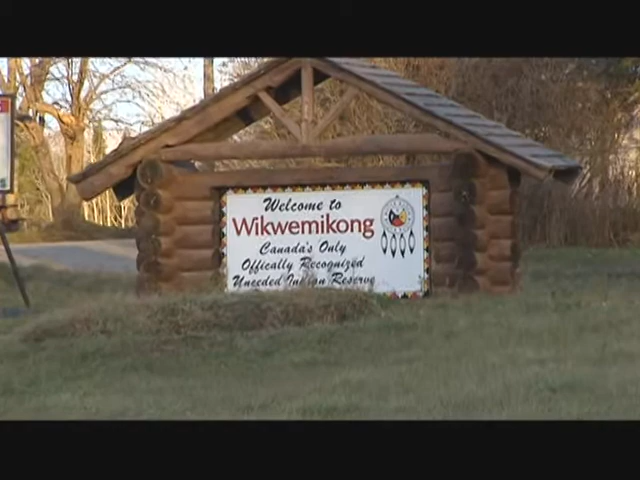 Welcome to
Wikwemikong
Canada's Only
Offically Recognized
Unceded Indian Reserve